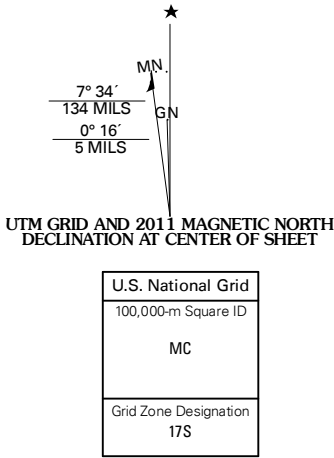 ★
MN
7° 34´
134 MILS
GN
0° 16´
5 MILS
UTM GRID AND 2011 MAGNETIC NORTH
DECLINATION AT CENTER OF SHEET
U.S. National Grid
100,000-m Square ID
MC
Grid Zone Designation
17S